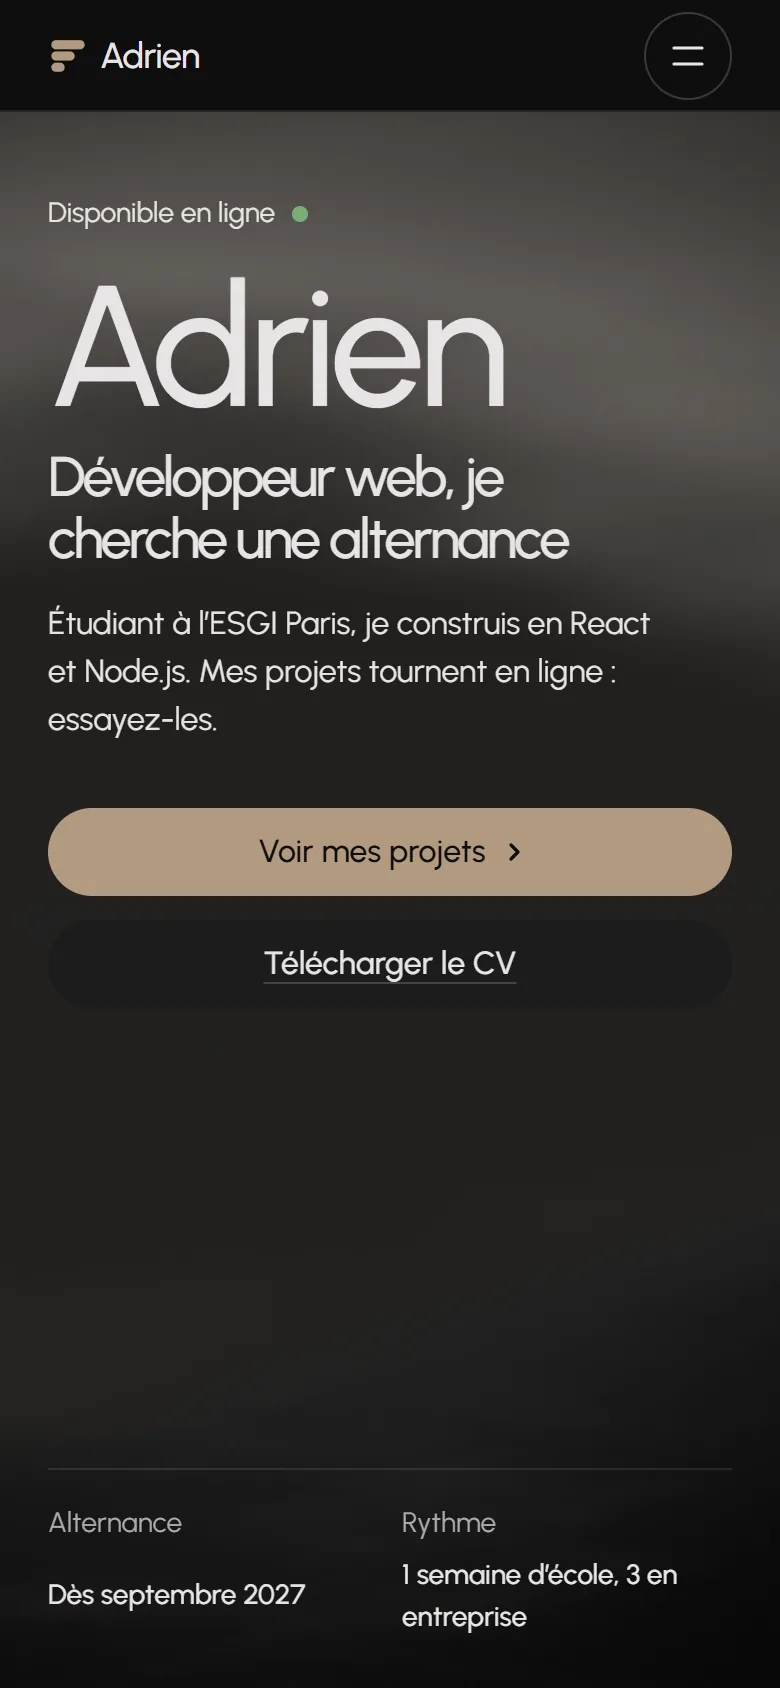 Adrien
Disponible en ligne
Adrien
Développeur web, je
cherche une alternance
Étudiant à l'ESGI Paris, je construis en React
et Node.js. Mes projets tournent en ligne :
essayez-les.
Voir mes projets
Télécharger le CV
Alternance
Dès septembre 2027
Rythme
1 semaine d'école, 3 en
entreprise